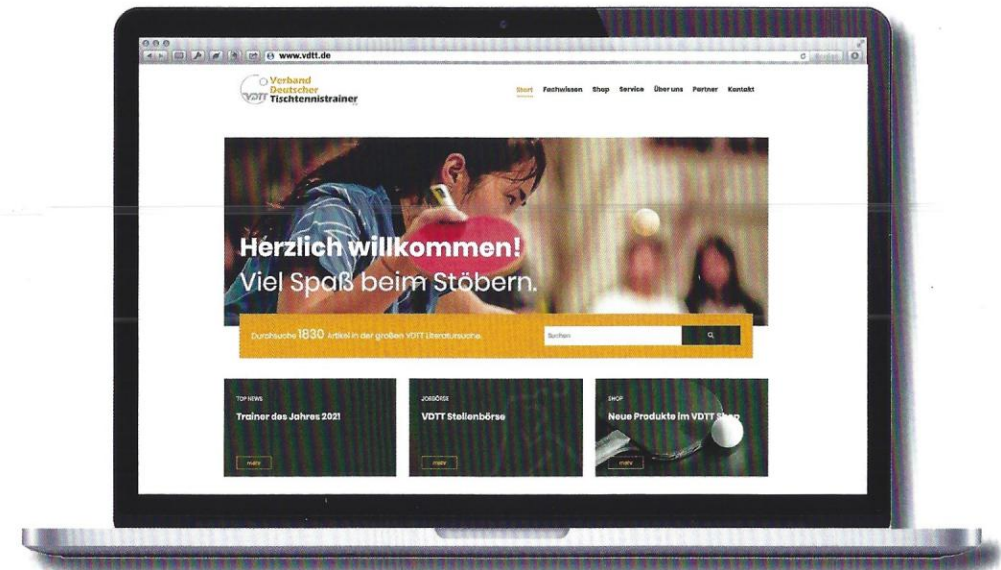 www.vdtt.de
VDTT
Verband
Deutscher
Tischtennistrainer
Start Fachwissen Shop Service Über uns Partner Kontakt
Herzlich willkommen!
Viel Spaß beim Stöbern.
Durchsuche 1830 Artikel in der großen VDTT Literatursuche.
Suchen
TOP NEWS
Trainer des Jahres 2021
mehr
JOBBÖRSE
VDTT Stellenbörse
mehr
SHOP
Neue Produkte im VDTT Shop
mehr